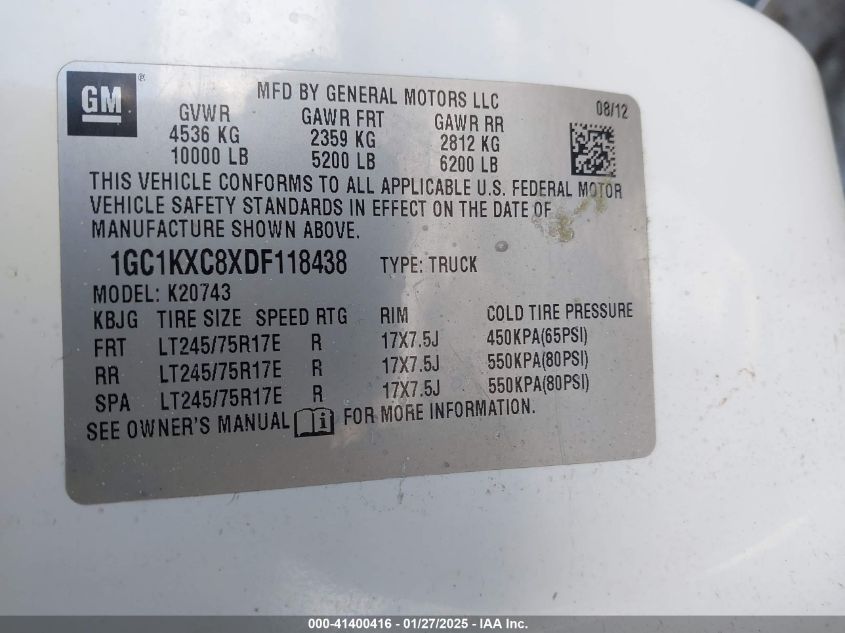 GM®
MFD BY GENERAL MOTORS LLC 08/12
GVWR GAWR FRT GAWR RR
4536 KG 2359 KG 2812 KG
10000 LB 5200 LB 6200 LB
THIS VEHICLE CONFORMS TO ALL APPLICABLE U.S. FEDERAL MOTOR
VEHICLE SAFETY STANDARDS IN EFFECT ON THE DATE OF
MANUFACTURE SHOWN ABOVE.
1GC1KXC8XDF118438 TYPE: TRUCK
MODEL: K20743
KBJG TIRE SIZE SPEED RTG RIM COLD TIRE PRESSURE
FRT LT245/75R17E R 17X7.5J 450KPA(65PSI)
RR LT245/75R17E R 17X7.5J 550KPA(80PSI)
SPA LT245/75R17E R 17X7.5J 550KPA(80PSI)
SEE OWNER'S MANUAL FOR MORE INFORMATION.
000-41400416 - 01/27/2025 - IAA Inc.